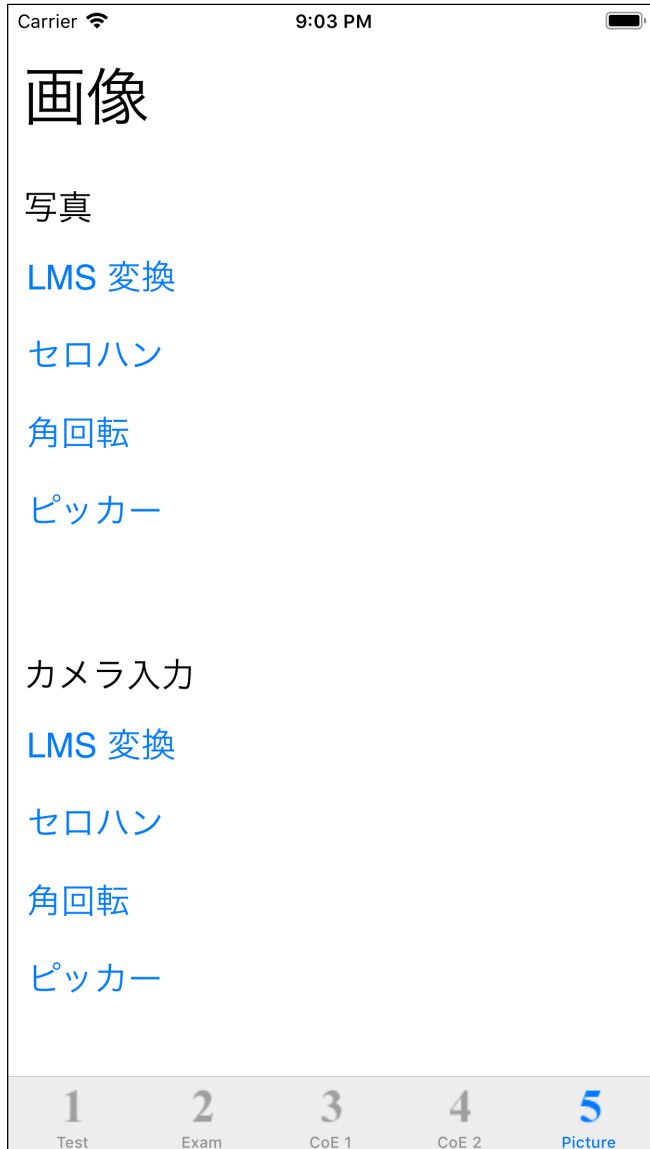 Carrier 9:03 PM
画像
写真
LMS 変換
セロハン
角回転
ピッカー
カメラ入力
LMS 変換
セロハン
角回転
ピッカー
1 2 3 4 5
Test Exam CoE 1 CoE 2 Picture